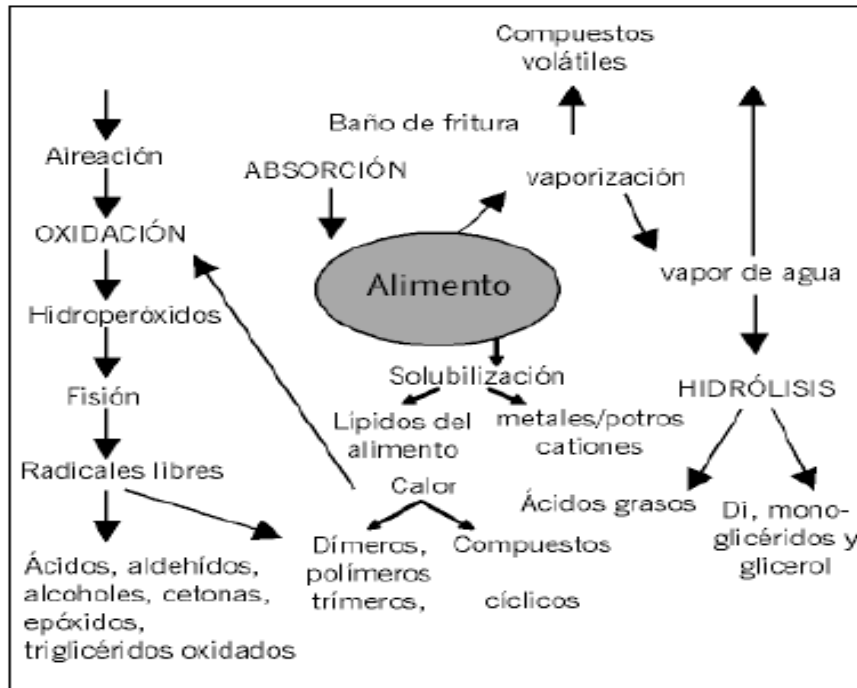 Compuestos
volátiles
Baño de fritura
Aireación
ABSORCIÓN
vaporización
OXIDACIÓN
Alimento
vapor de agua
Hidroperóxidos
Solubilización
HIDRÓLISIS
Fisión
Lípidos del
alimento
metales/potros
cationes
Radicales libres
Calor
Ácidos grasos
Di, mono-
glicéridos y
glicerol
Dímeros,
polímeros
trímeros,
Compuestos
cíclicos
Ácidos, aldehídos,
alcoholes, cetonas,
epóxidos,
triglicéridos oxidados